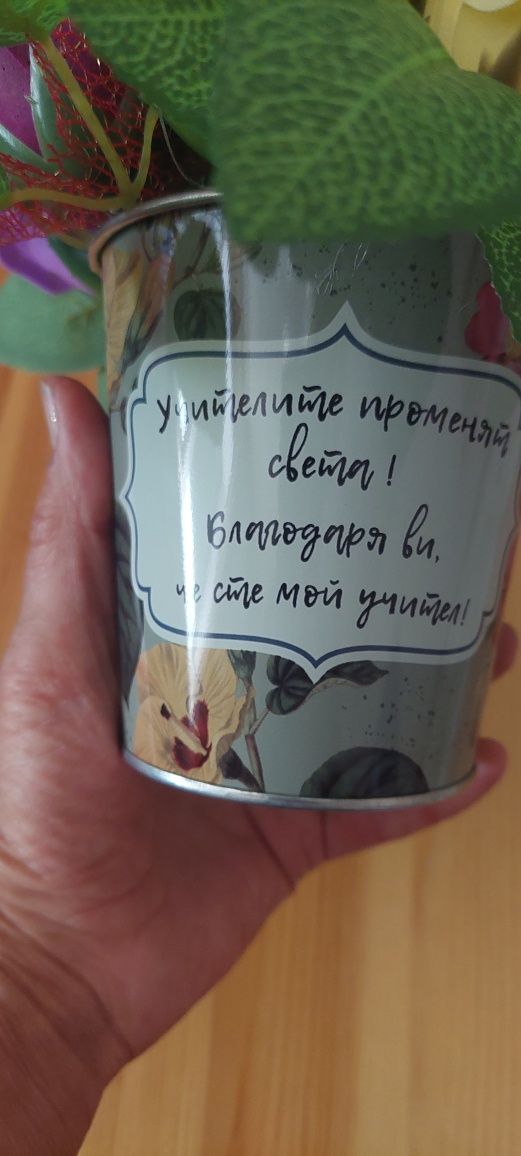 Учителите променят
света!
Благодаря ви,
че сте мой учител!